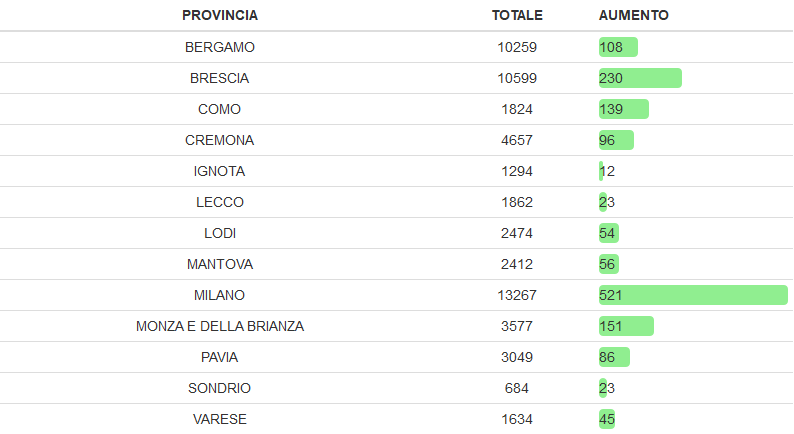 PROVINCIA TOTALE AUMENTO
BERGAMO 10259 108
BRESCIA 10599 230
COMO 1824 139
CREMONA 4657 96
IGNOTA 1294 12
LECCO 1862 23
LODI 2474 54
MANTOVA 2412 56
MILANO 13267 521
MONZA E DELLA BRIANZA 3577 151
PAVIA 3049 86
SONDRIO 684 23
VARESE 1634 45